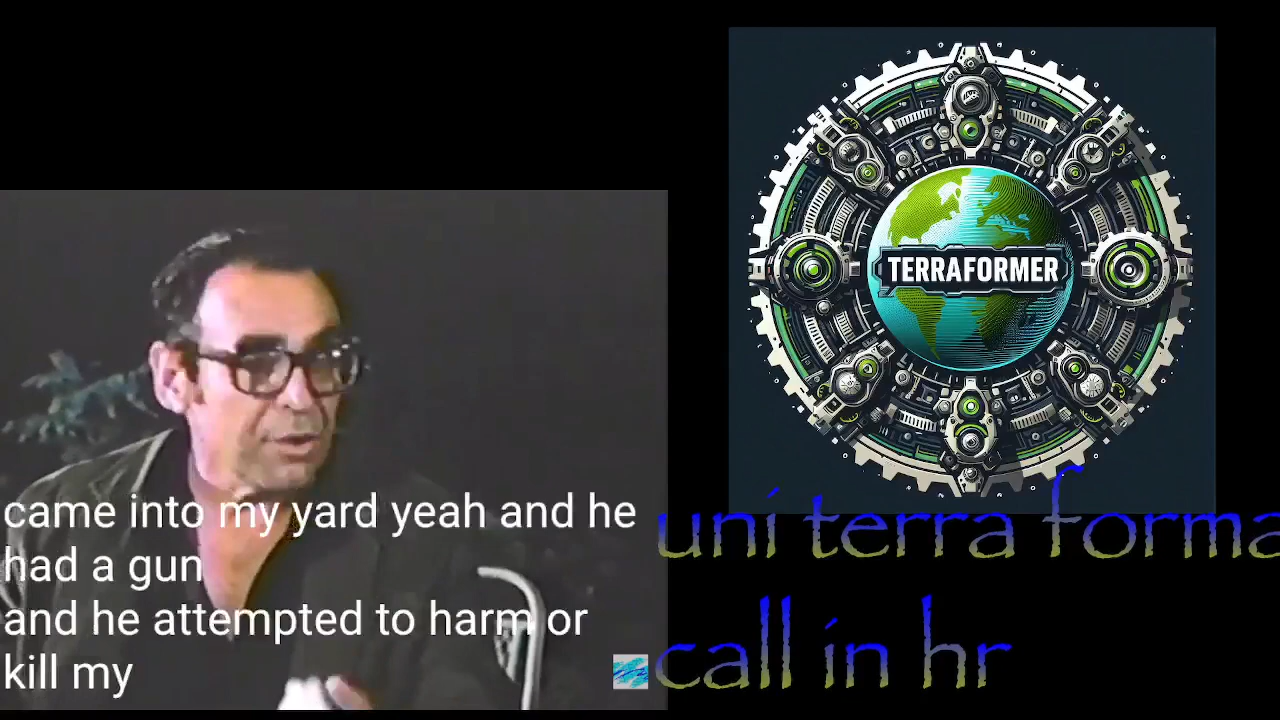 TERRAFORMER
came into my yard yeah and he
had a gun
and he attempted to harm or
kill my
uni terra forma
call in hr